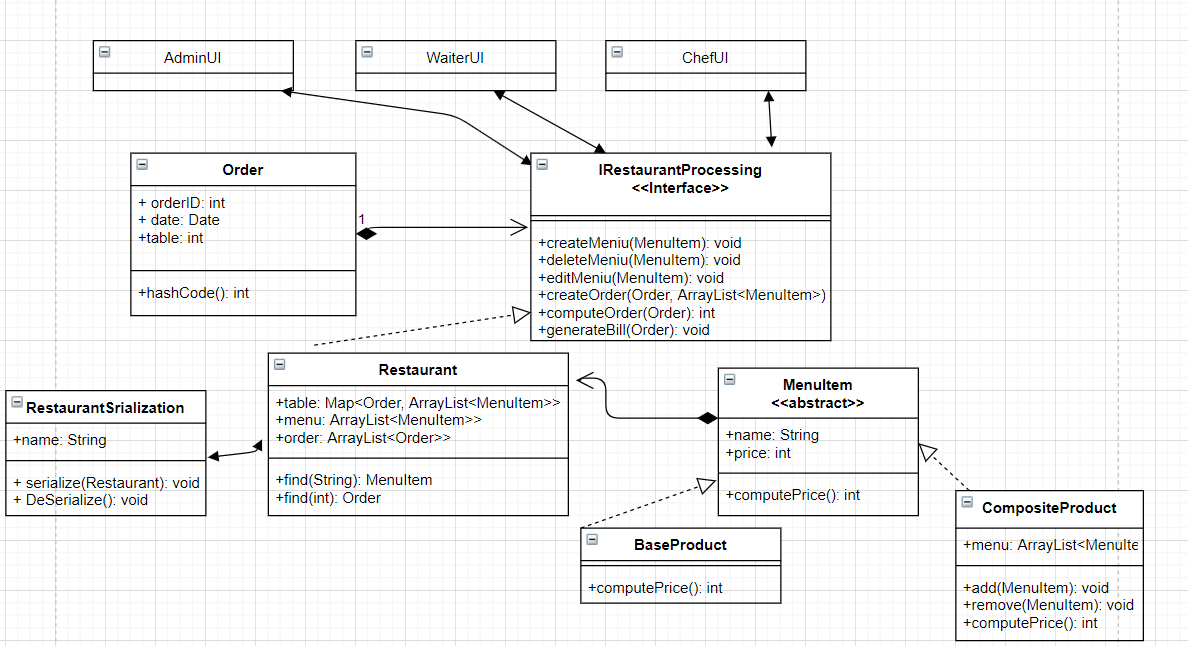 AdminUI
WaiterUI
ChefUI
Order
+ orderID: int
+ date: Date
+table: int
+hashCode(): int
1
IRestaurantProcessing
<<Interface>>
+createMeniu(MenuItem): void
+deleteMeniu(MenuItem): void
+editMeniu(MenuItem): void
+createOrder(Order, ArrayList<MenuItem>)
+computeOrder(Order): int
+generateBill(Order): void
RestaurantSrialization
+name: String
+ serialize(Restaurant): void
+ DeSerialize(): void
Restaurant
+table: Map<Order, ArrayList<MenuItem>>
+menu: ArrayList<MenuItem>>
+order: ArrayList<Order>>
+find(String): MenuItem
+find(int): Order
MenuItem
<<abstract>>
+name: String
+price: int
+computePrice(): int
BaseProduct
+computePrice(): int
CompositeProduct
+menu: ArrayList<MenuIte
+add(MenuItem): void
+remove(MenuItem): void
+computePrice(): int